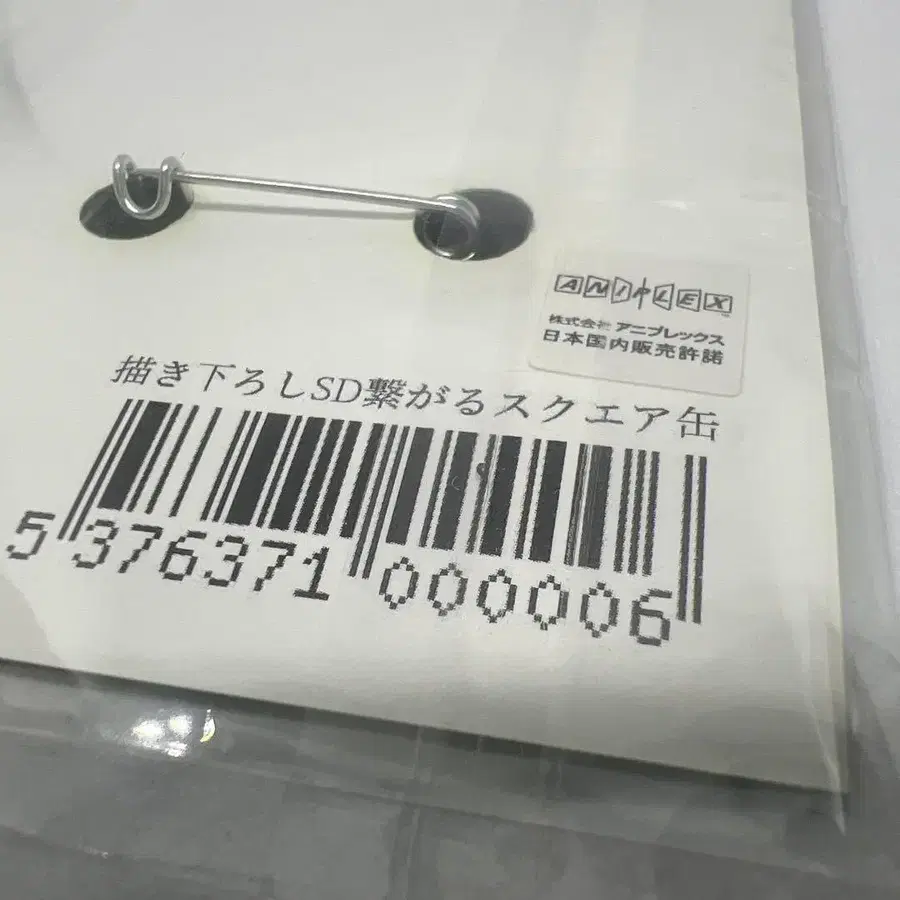 ANIPLEX
株式会社 アニプレックス
日本国内販売許諾
描き下ろしSD繋がるスクエア缶
5 376371 000006